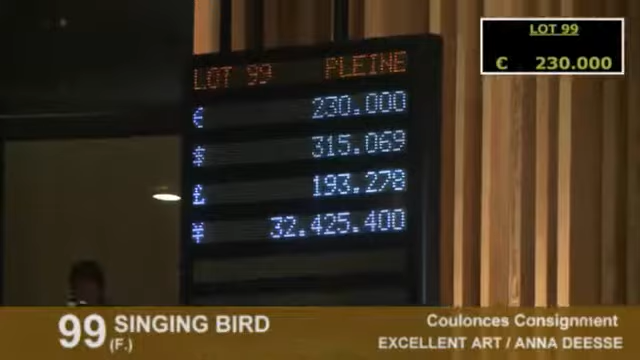 LOT 99
€ 230.000
LOT 99 PLEINE
€ 230.000
$ 315.069
£ 193.278
¥ 32.425.400
99 SINGING BIRD
(F.)
Coulonces Consignment
EXCELLENT ART / ANNA DEESSE